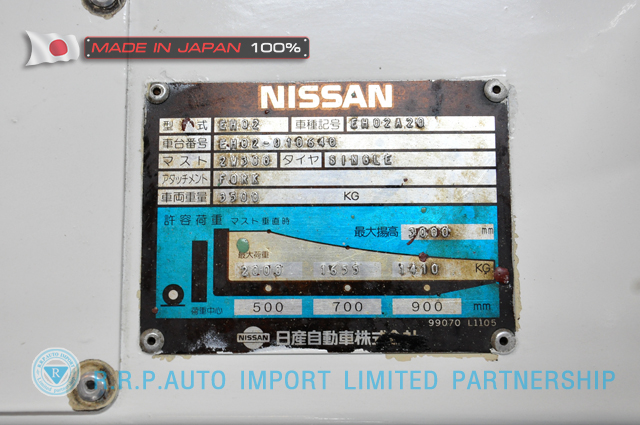 MADE IN JAPAN 100%
NISSAN
型式 EH02 車種記号 EH02A20
車台番号 EH02-010640
マスト 2W300 タイヤ SINGLE
アタッチメント FORK
車両重量 3500 KG
許容荷重 マスト垂直時
最大揚高 3000 mm
最大荷重
2000 1655 1410 KG
荷重中心 500 700 900 mm
99070 L1105
NISSAN 日産自動車株式会社
R.P.AUTO IMPORT LIMITED PARTNERSHIP